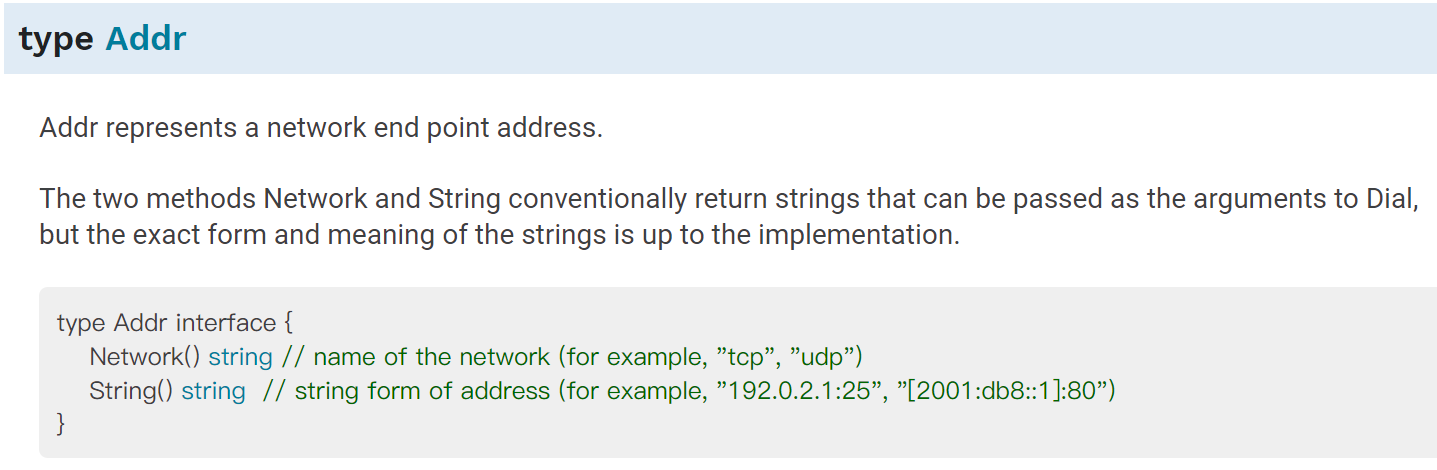 type Addr
Addr represents a network end point address.
The two methods Network and String conventionally return strings that can be passed as the arguments to Dial,
but the exact form and meaning of the strings is up to the implementation.
type Addr interface {
Network() string // name of the network (for example, ”tcp”, ”udp”)
String() string // string form of address (for example, ”192.0.2.1:25”, ”[2001:db8::1]:80”)
}